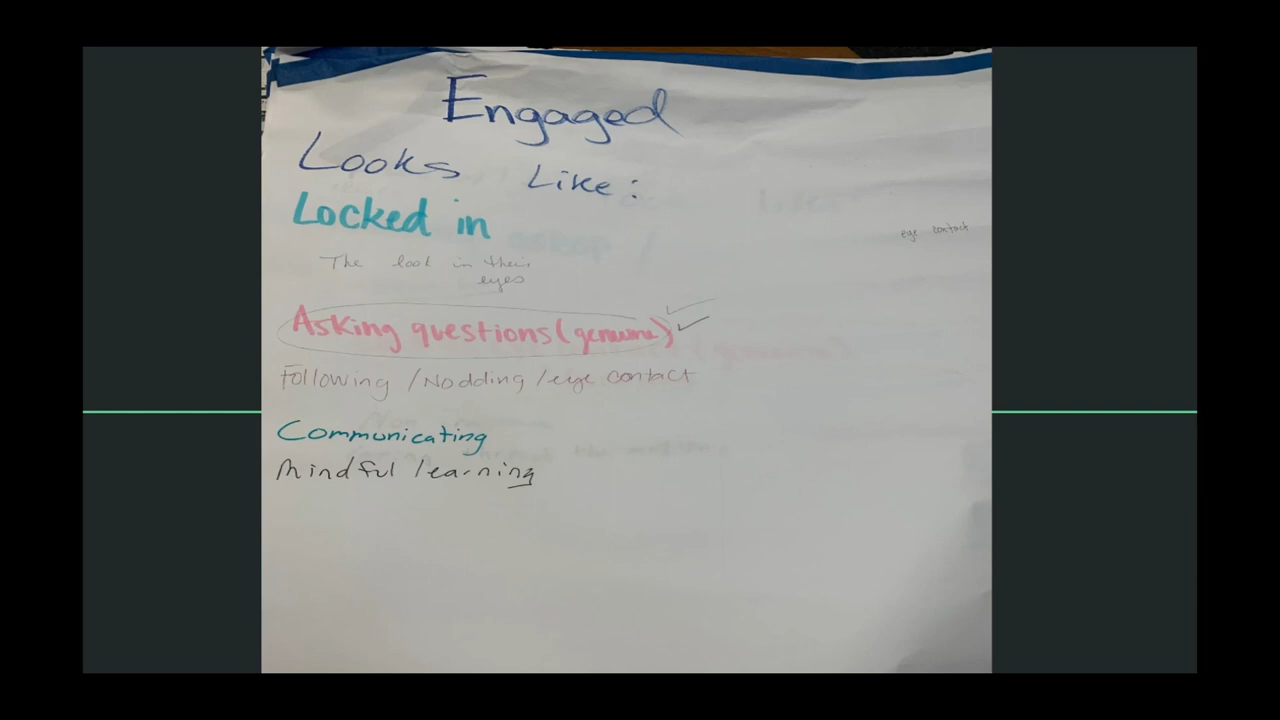 Engaged
Looks Like:
Locked in
eye contact
The look in their
eyes
Asking questions (genuine)
Following / Nodding / eye contact
Communicating
Mindful learning